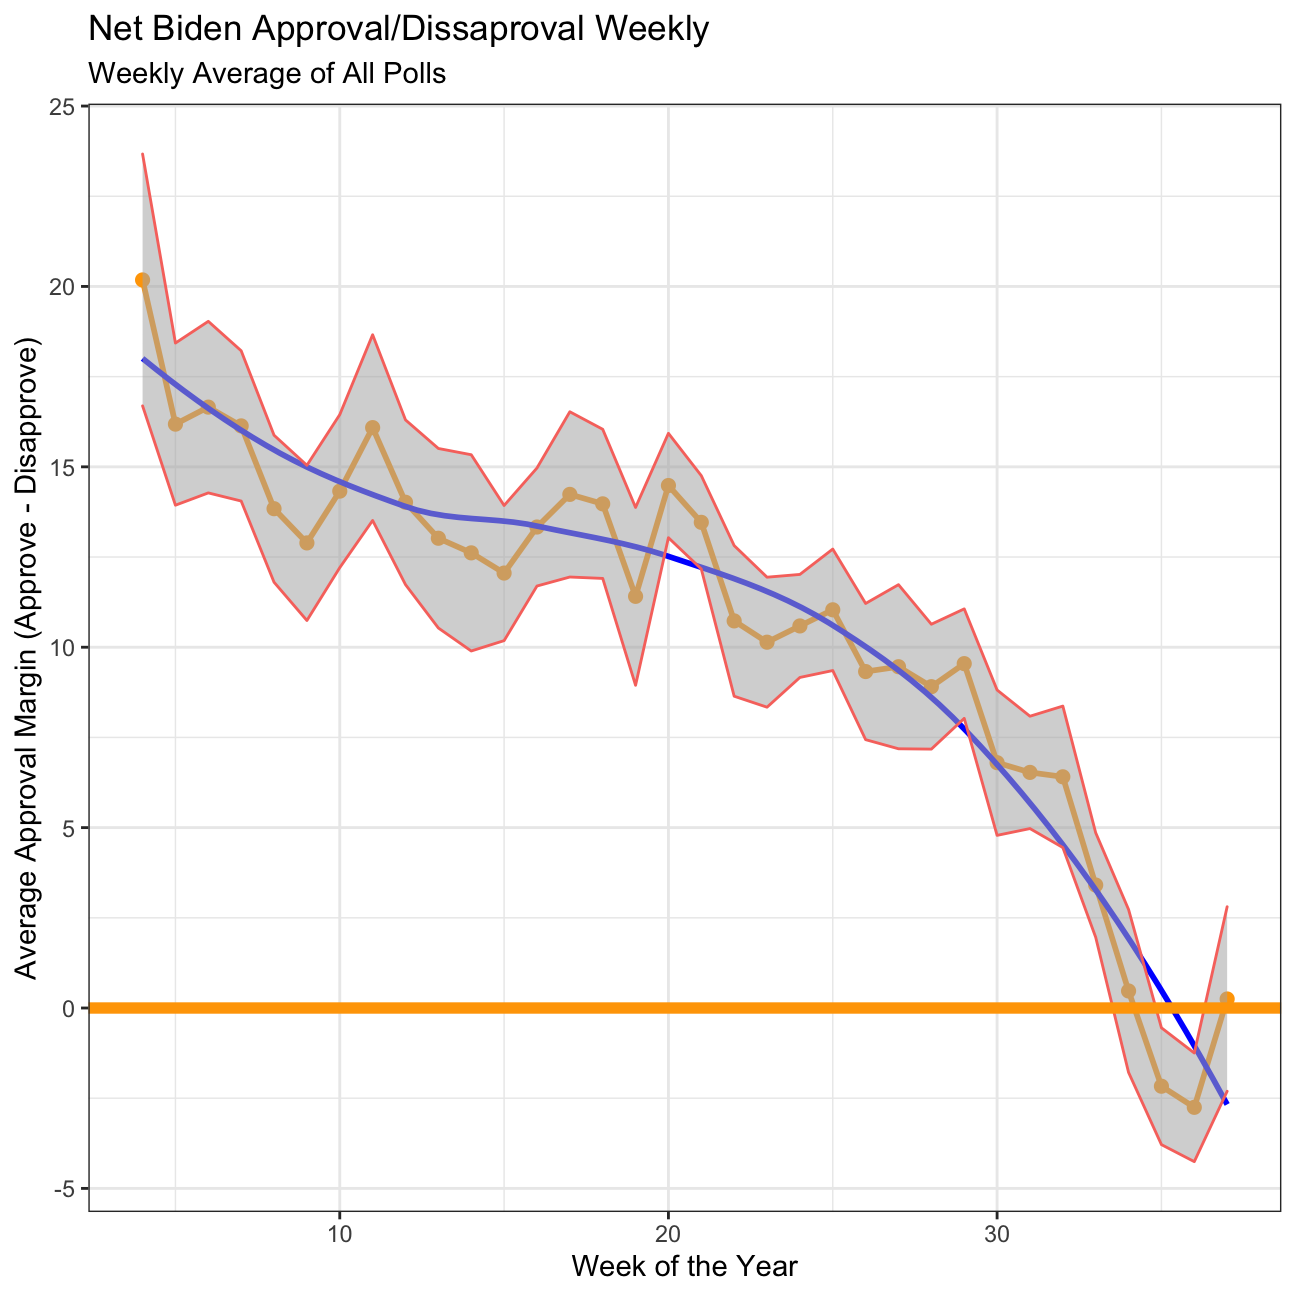 Net Biden Approval/Dissaproval Weekly
Weekly Average of All Polls
Average Approval Margin (Approve - Disapprove)
25
20
15
10
5
0
-5
10
20
30
Week of the Year